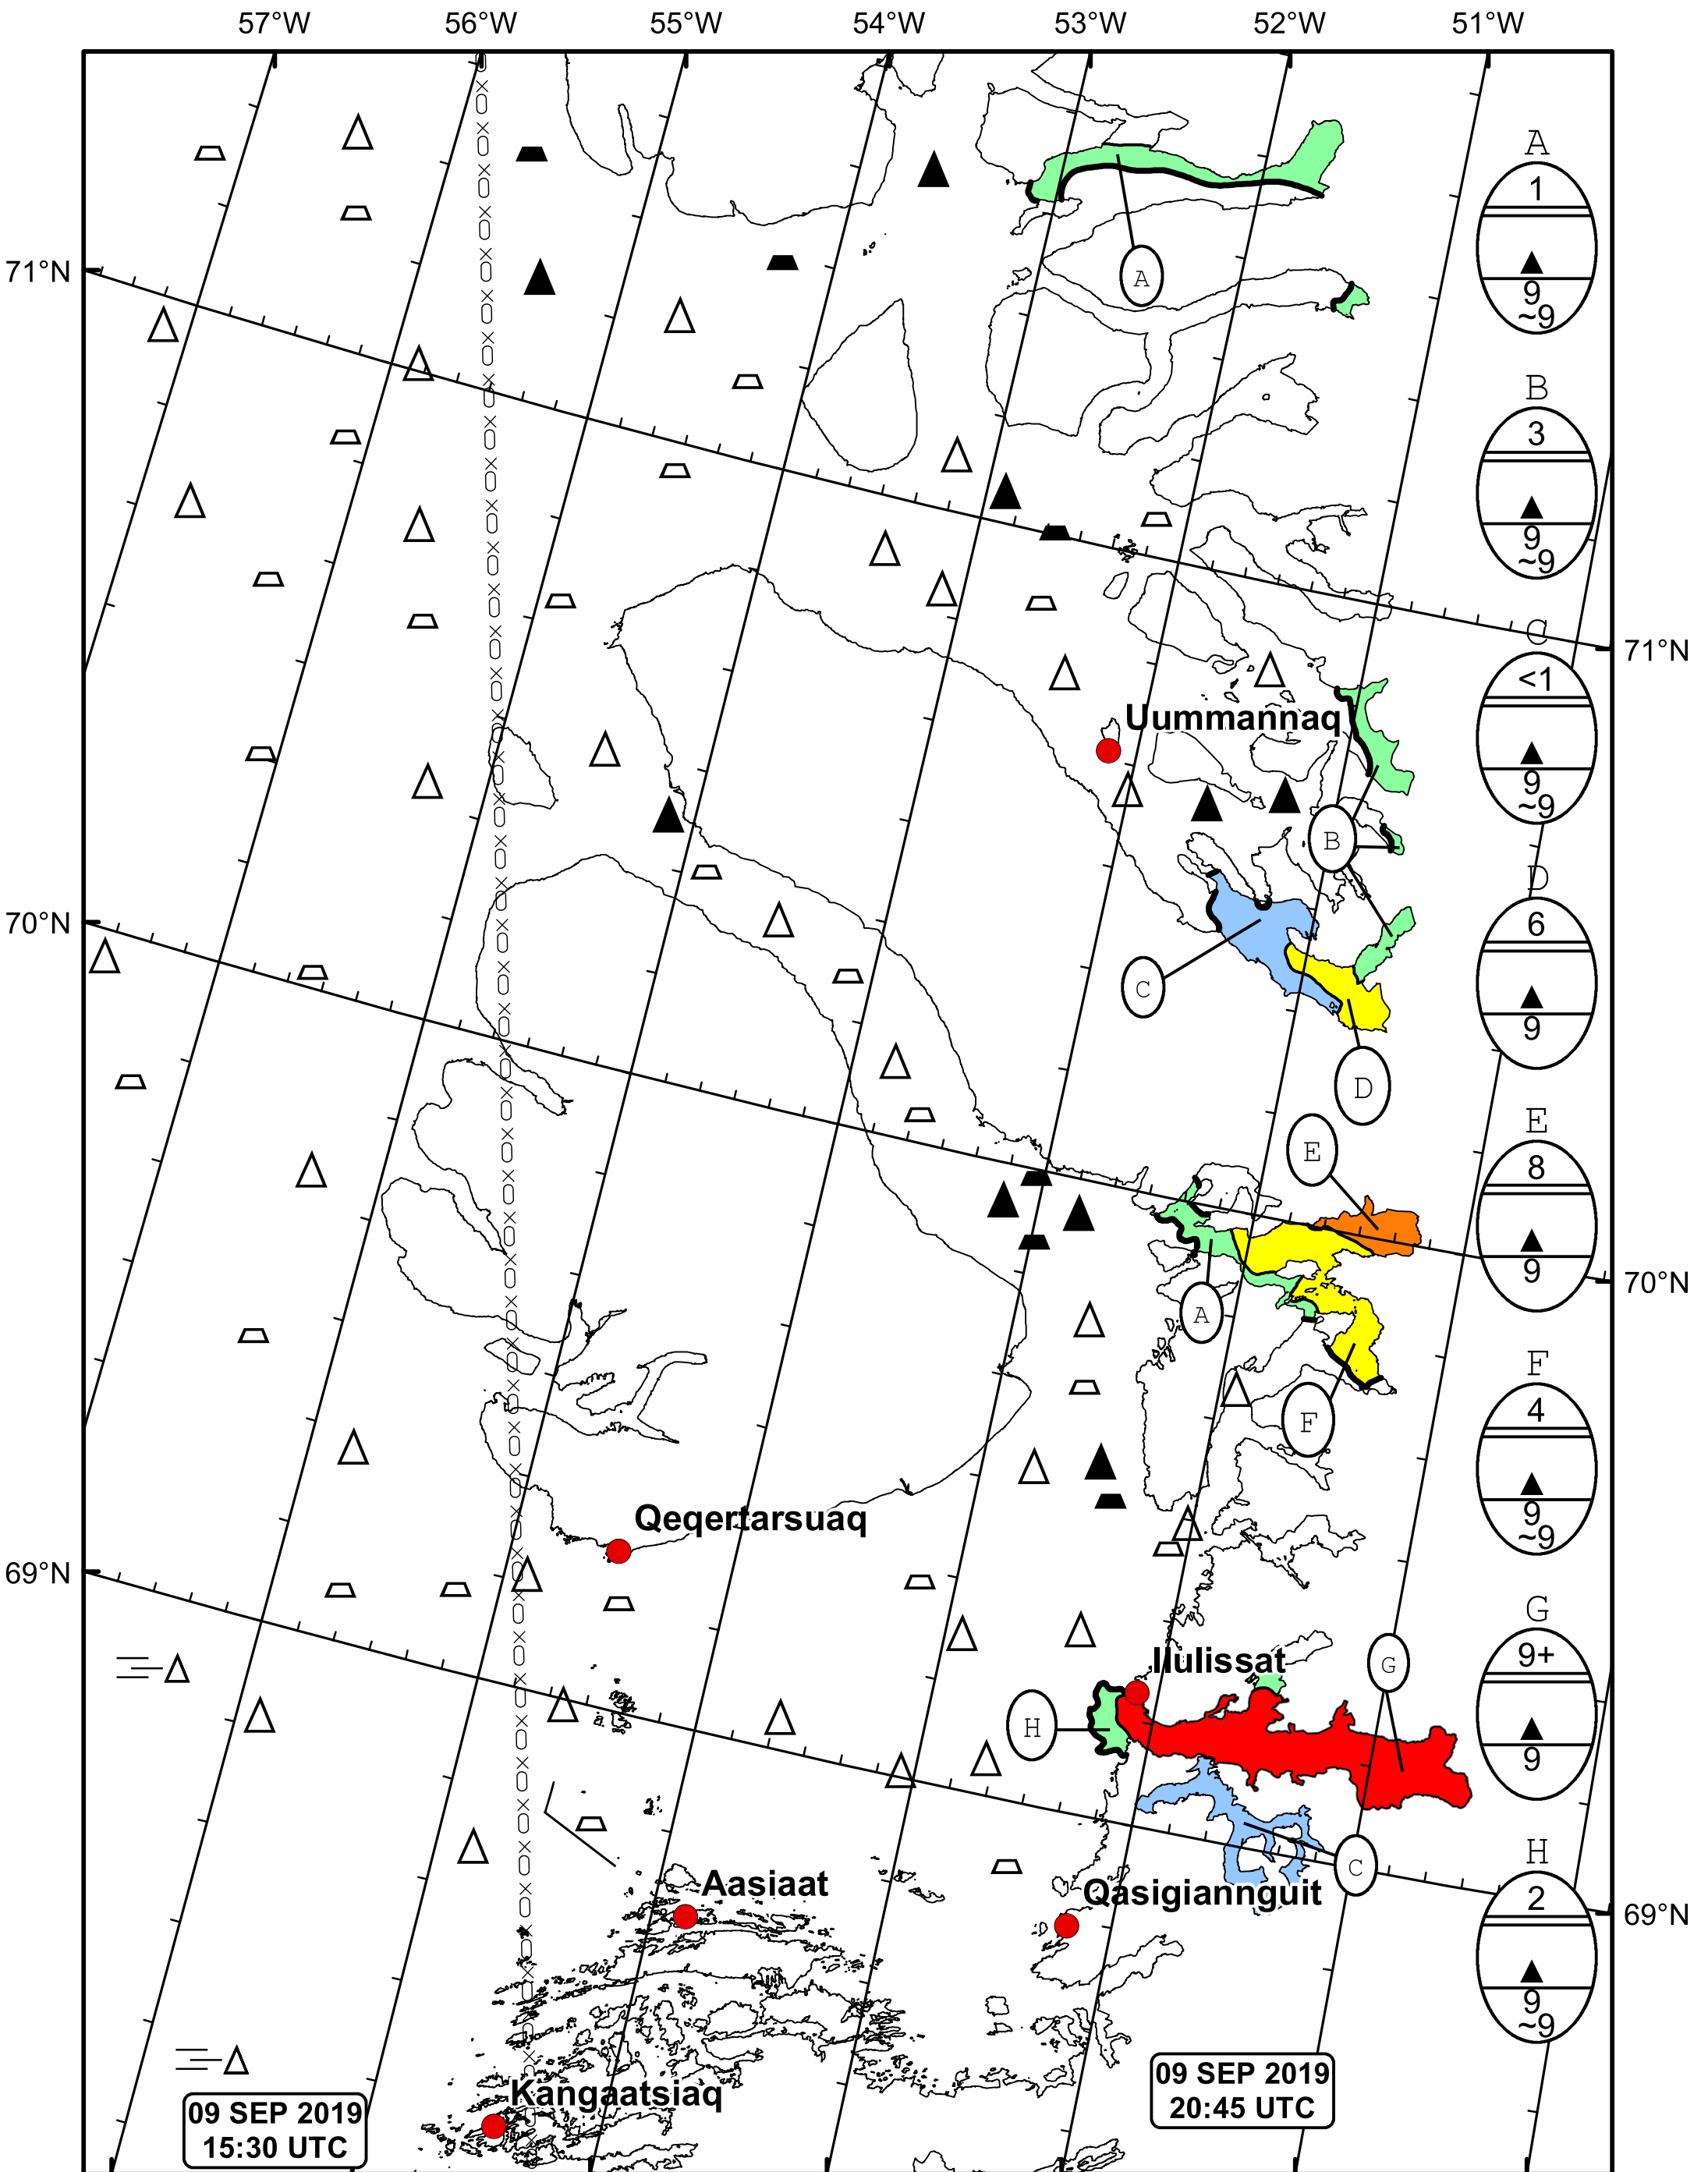 57°W 56°W 55°W 54°W 53°W 52°W 51°W
A
1
9
~9
A
71°N
B
3
9
~9
C
71°N
<1
9
~9
Uummannaq
B
D
6
9
70°N
C
D
E
8
9
E
70°N
A
F
4
9
~9
F
Qeqertarsuaq
69°N
G
9+
9
Ilulissat
G
H
C
H
2
9
~9
Aasiaat
Qasigiannguit
69°N
09 SEP 2019
20:45 UTC
Kangaatsiaq
09 SEP 2019
15:30 UTC